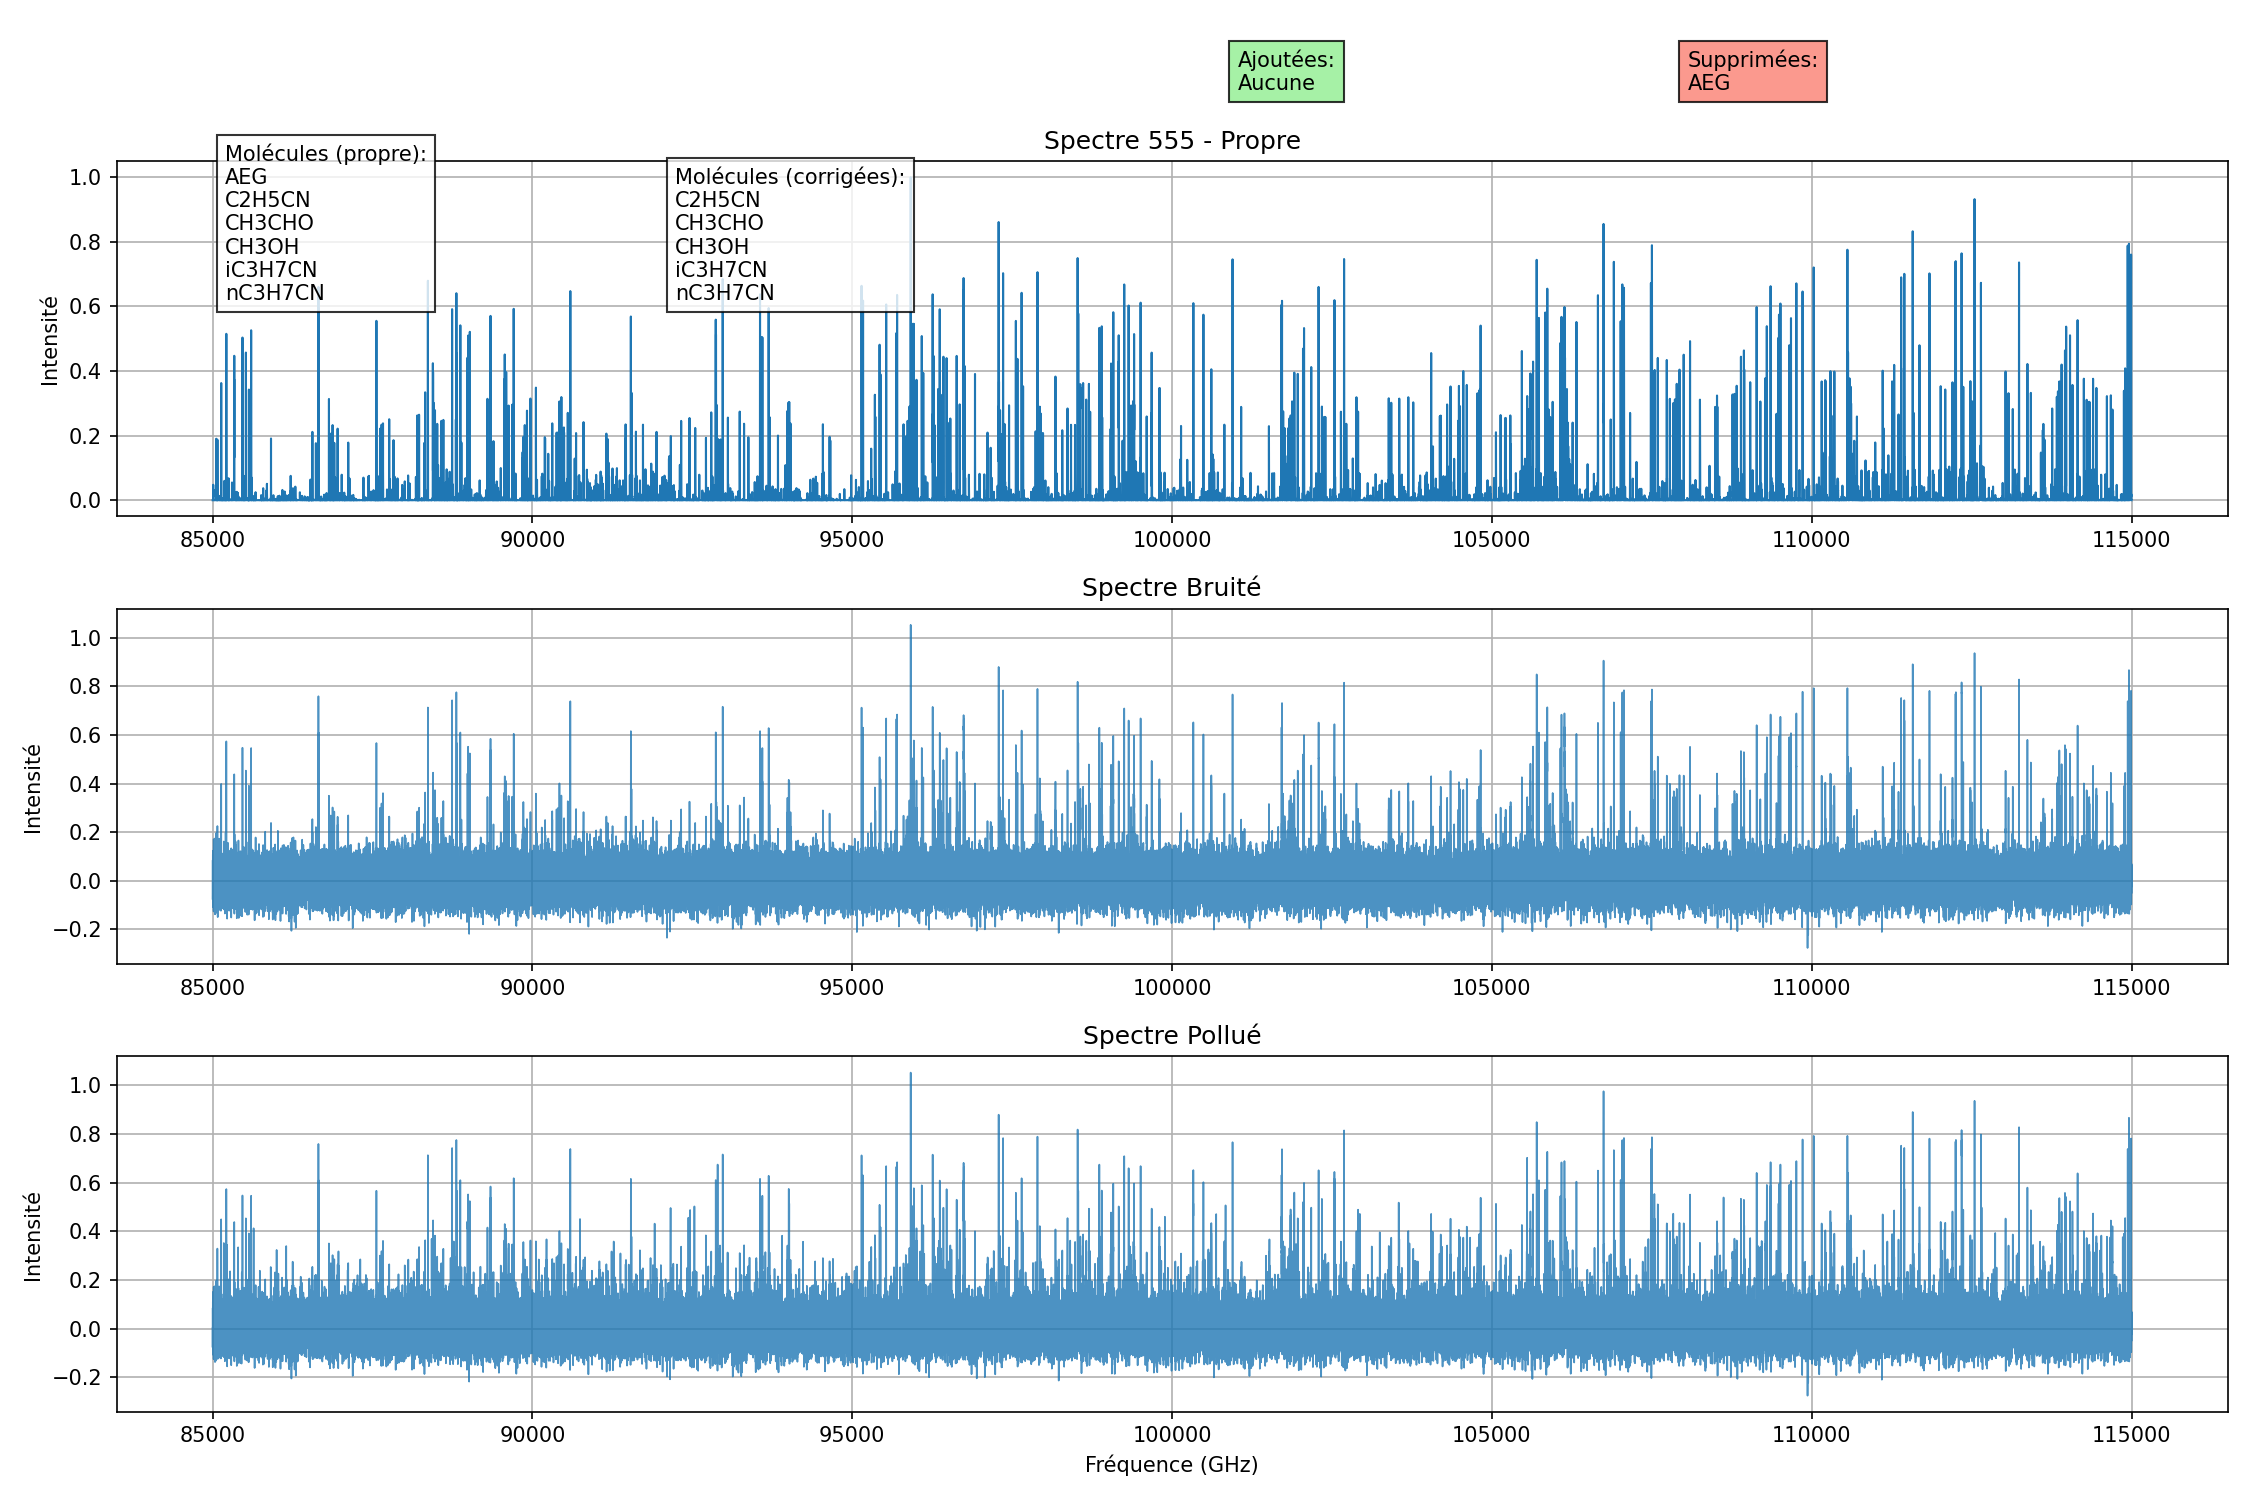 Ajoutées:
Aucune
Supprimées:
AEG
Spectre 555 - Propre
Molécules (propre):
AEG
C2H5CN
CH3CHO
CH3OH
iC3H7CN
nC3H7CN
Molécules (corrigées):
C2H5CN
CH3CHO
CH3OH
iC3H7CN
nC3H7CN
Intensité
1.0
0.8
0.6
0.4
0.2
0.0
85000 90000 95000 100000 105000 110000 115000
Spectre Bruité
Intensité
1.0
0.8
0.6
0.4
0.2
0.0
−0.2
85000 90000 95000 100000 105000 110000 115000
Spectre Pollué
Intensité
1.0
0.8
0.6
0.4
0.2
0.0
−0.2
85000 90000 95000 100000 105000 110000 115000
Fréquence (GHz)